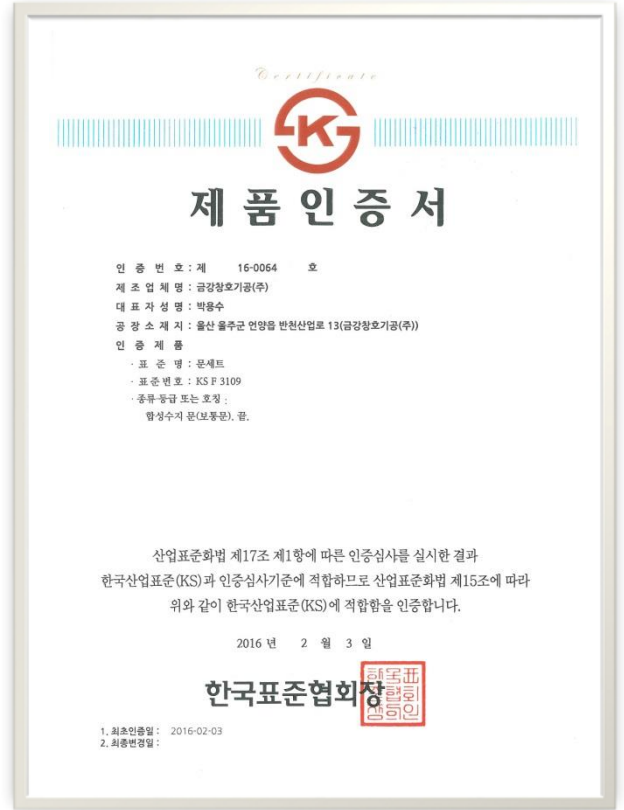 Certificate
제품인증서
인 증 번 호 : 제 16-0064 호
제 조 업 체 명 : 금강창호기공(주)
대 표 자 성 명 : 박용수
공 장 소 재 지 : 울산 울주군 언양읍 반천산업로 13(금강창호기공(주))
인 증 제 품
· 표 준 명 : 문세트
· 표준번호 : KS F 3109
· 종류·등급 또는 호칭 :
합성수지 문(보통문). 끝.
산업표준화법 제17조 제1항에 따른 인증심사를 실시한 결과
한국산업표준(KS)과 인증심사기준에 적합하므로 산업표준화법 제15조에 따라
위와 같이 한국산업표준(KS)에 적합함을 인증합니다.
2016 년 2 월 3 일
한국표준협회장
1. 최초인증일 : 2016-02-03
2. 최종변경일 :